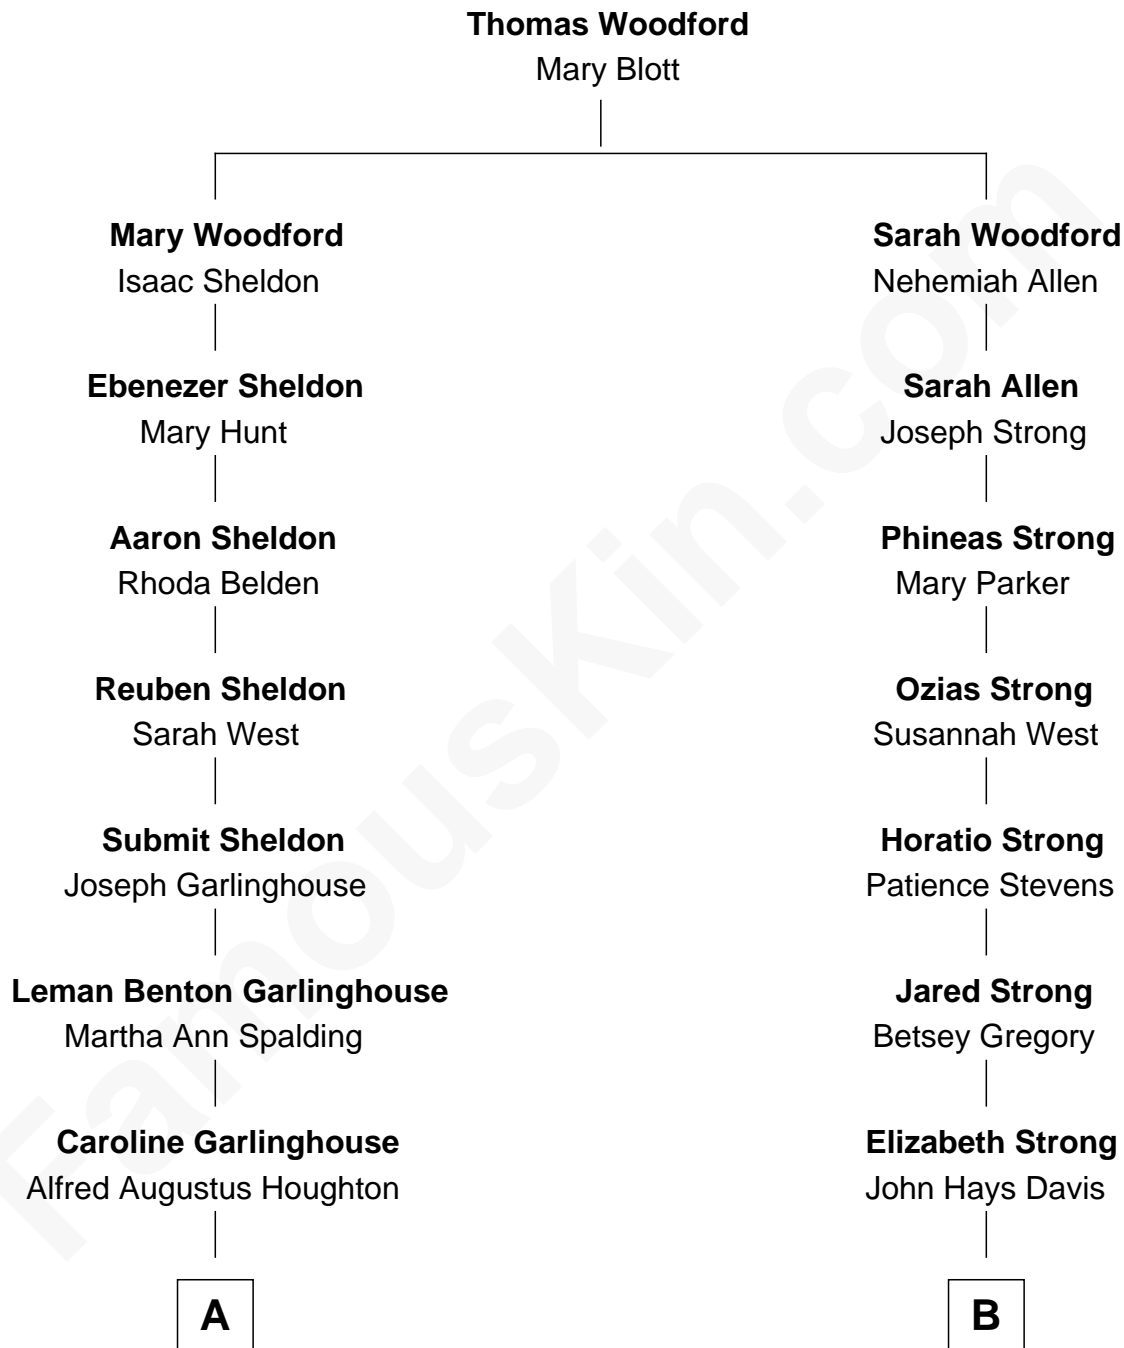 Thomas Woodford
Mary Blott
Mary Woodford
Isaac Sheldon
Sarah Woodford
Nehemiah Allen
Ebenezer Sheldon
Mary Hunt
Sarah Allen
Joseph Strong
Aaron Sheldon
Rhoda Belden
Phineas Strong
Mary Parker
Reuben Sheldon
Sarah West
Ozias Strong
Susannah West
Submit Sheldon
Joseph Garlinghouse
Horatio Strong
Patience Stevens
Leman Benton Garlinghouse
Martha Ann Spalding
Jared Strong
Betsey Gregory
Caroline Garlinghouse
Alfred Augustus Houghton
Elizabeth Strong
John Hays Davis
A
B
FamousKin.com